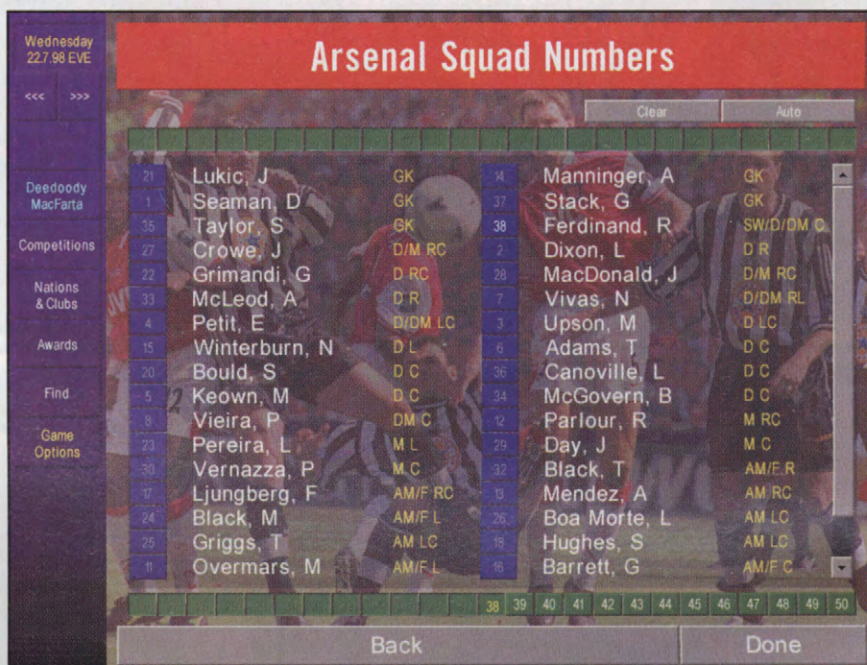 Wednesday
22.7.98 EVE
<<< >>>
Deedoody
MacFarta
Competitions
Nations
& Clubs
Awards
Find
Game
Options
Arsenal Squad Numbers
Clear Auto
21 Lukic, J GK 14 Manninger, A GK
1 Seaman, D GK 37 Stack, G GK
35 Taylor, S GK 38 Ferdinand, R SW/D/DM C
27 Crowe, J D/M RC 2 Dixon, L D R
22 Grimandi, G D RC 28 MacDonald, J D/M RC
33 McLeod, A D R 7 Vivas, N D/DM RL
4 Petit, E D/DM LC 3 Upson, M D LC
15 Winterburn, N D L 6 Adams, T D C
20 Bould, S D C 36 Canoville, L D C
5 Keown, M D C 34 McGovern, B D C
8 Vieira, P DM C 12 Parlour, R M RC
23 Pereira, L M L 29 Day, J M C
30 Vernazza, P M C 32 Black, T AM/F R
17 Ljungberg, F AM/F RC 13 Mendez, A AM RC
24 Black, M AM/F L 26 Boa Morte, L AM LC
25 Griggs, T AM LC 18 Hughes, S AM LC
11 Overmars, M AM/F L 16 Barrett, G AM/F C
38 39 40 41 42 43 44 45 46 47 48 49 50
Back Done